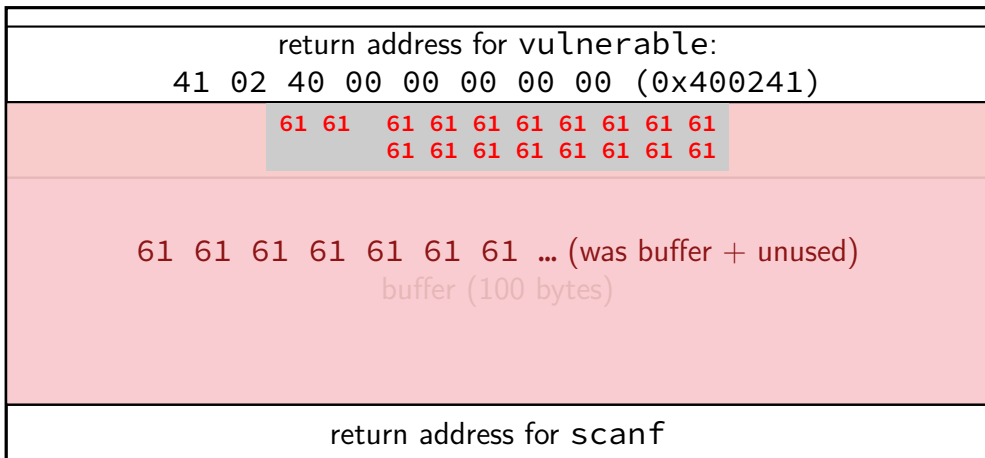 return address for vulnerable:
41 02 40 00 00 00 00 00 (0x400241)
61 61 61 61 61 61 61 61 61 61
61 61 61 61 61 61 61 61
61 61 61 61 61 61 61 … (was buffer + unused)
buffer (100 bytes)
return address for scanf